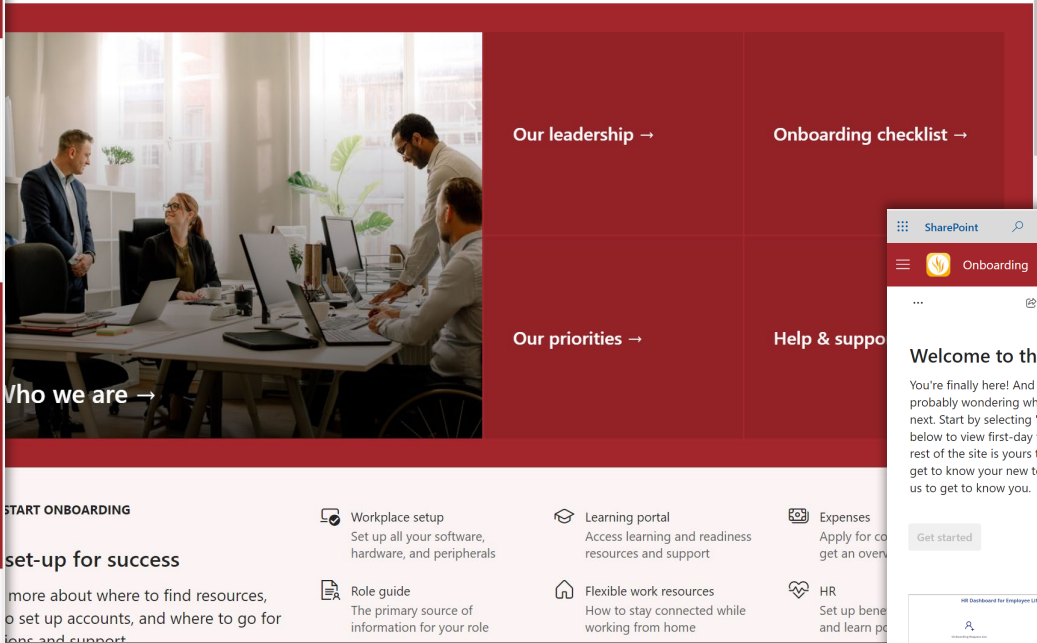 Our leadership →
Onboarding checklist →
Our priorities →
Help & suppo
Who we are →
SharePoint
Onboarding
...
Welcome to th
You're finally here! And
probably wondering wh
next. Start by selecting "
below to view first-day
rest of the site is yours t
get to know your new t
us to get to know you.
Get started
HR Dashboard for Employee Li
START ONBOARDING
set-up for success
more about where to find resources,
o set up accounts, and where to go for
ions and support
Workplace setup
Set up all your software,
hardware, and peripherals
Role guide
The primary source of
information for your role
Learning portal
Access learning and readiness
resources and support
Flexible work resources
How to stay connected while
working from home
Expenses
Apply for co
get an overv
HR
Set up bene
and learn po